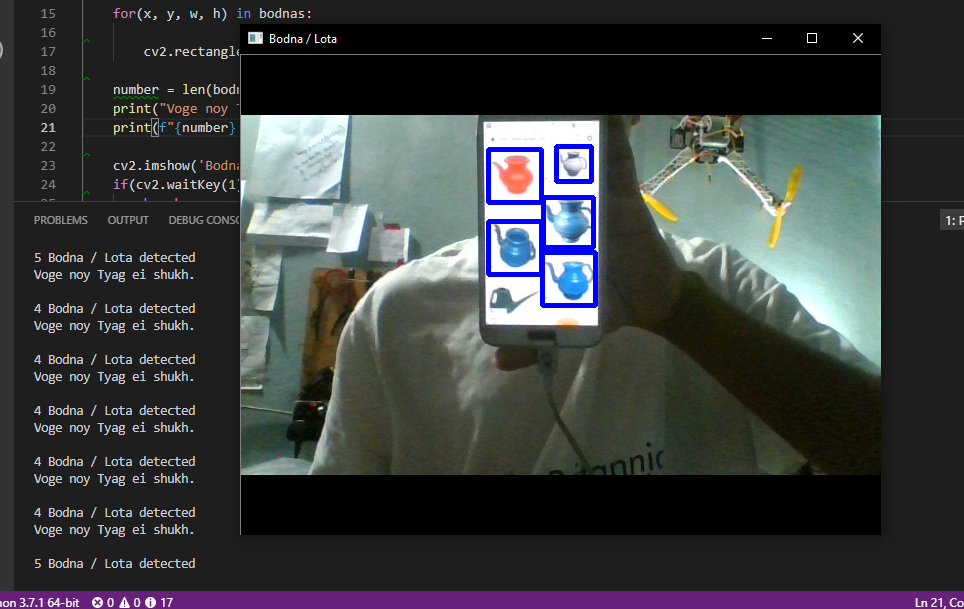 15 for(x, y, w, h) in bodnas:
16
17 cv2.rectangle
18
19 number = len(bodn
20 print("Voge noy
21 print(f"{number}
22
23 cv2.imshow('Bodna
24 if(cv2.waitKey(1)
Bodna / Lota
PROBLEMS OUTPUT DEBUG CONSO
1: P
5 Bodna / Lota detected
Voge noy Tyag ei shukh.
4 Bodna / Lota detected
Voge noy Tyag ei shukh.
4 Bodna / Lota detected
Voge noy Tyag ei shukh.
4 Bodna / Lota detected
Voge noy Tyag ei shukh.
4 Bodna / Lota detected
Voge noy Tyag ei shukh.
4 Bodna / Lota detected
Voge noy Tyag ei shukh.
5 Bodna / Lota detected
Britannic
hon 3.7.1 64-bit 0 0 17
Ln 21, Co